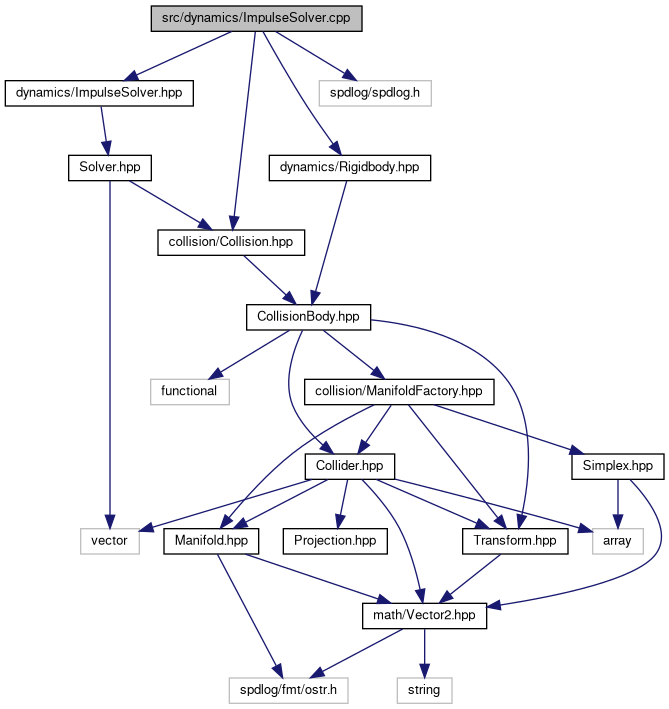 src/dynamics/ImpulseSolver.cpp
dynamics/ImpulseSolver.hpp
spdlog/spdlog.h
Solver.hpp
dynamics/Rigidbody.hpp
collision/Collision.hpp
CollisionBody.hpp
functional
collision/ManifoldFactory.hpp
Collider.hpp
Simplex.hpp
vector
Manifold.hpp
Projection.hpp
Transform.hpp
array
math/Vector2.hpp
spdlog/fmt/ostr.h
string